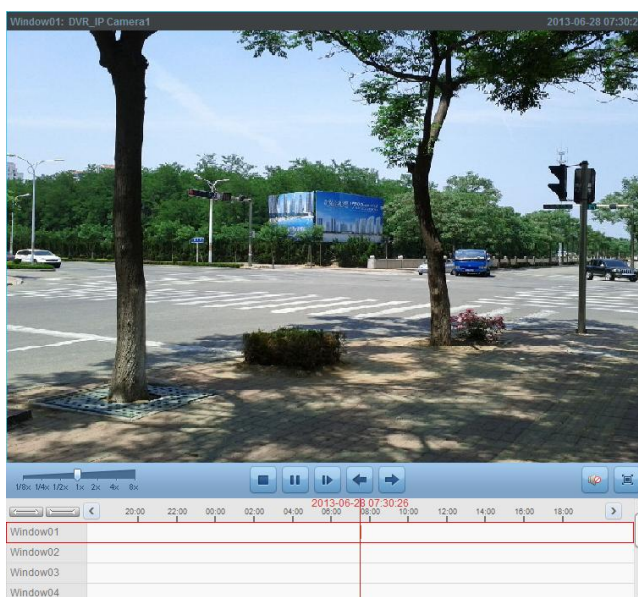 Window01: DVR_IP Camera1 2013-06-28 07:30:2
1/8x 1/4x 1/2x 1x 2x 4x 8x
2013-06-28 07:30:26
20:00 22:00 00:00 02:00 04:00 06:00 08:00 10:00 12:00 14:00 16:00 18:00
Window01
Window02
Window03
Window04